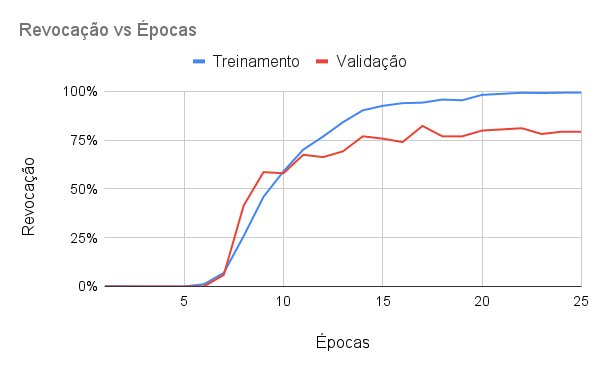 Revocação vs Épocas
Treinamento Validação
100%
75%
50%
25%
0%
Revocação
5 10 15 20 25
Épocas